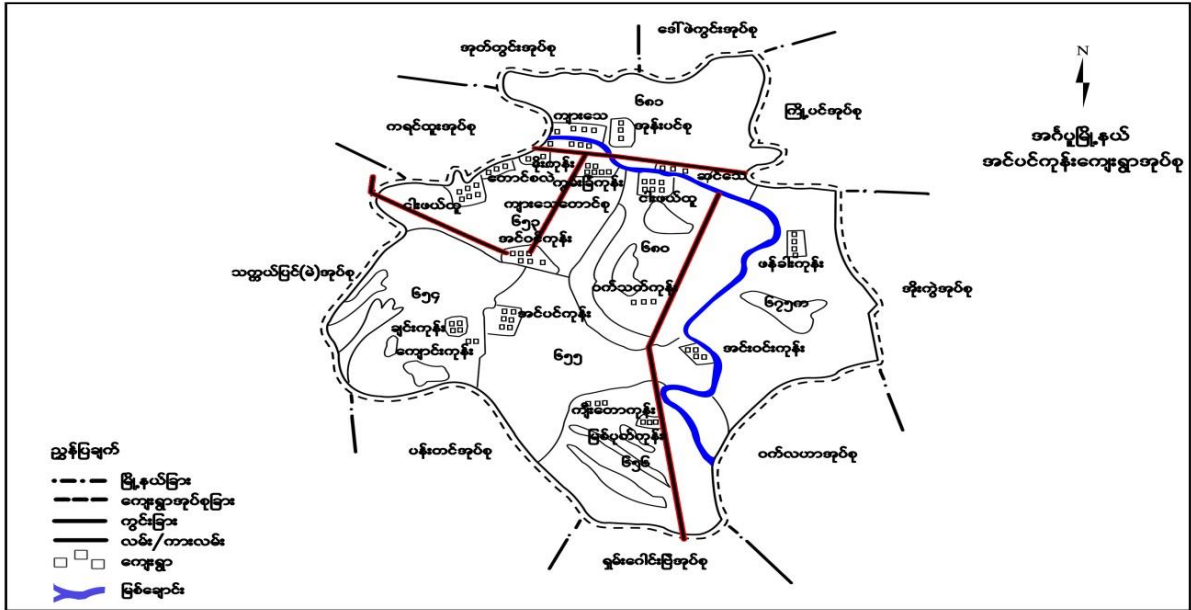 ဒေါ်ဖဲကွင်းအုပ်စု
အုတ်တွင်းအုပ်စု
N
၆၈၁
ကြို့ပင်အုပ်စု
ကျားသေ
အုန်းပင်စု
ကရင်ထူးအုပ်စု
အင်္ဂပူမြို့နယ်
အင်ပင်ကုန်းကျေးရွာအုပ်စု
မိုးကုန်း
တောင်စလဲ
ကွမ်းခြံကုန်း
ဆင်သေ
ငါးဖယ်ထူ
ကျားသေတောင်စု
ငါးဖယ်ထူ
၆၅၃
အင်ဝင်ကုန်း
၆၈၀
ဖန်ခါးကုန်း
သတ္တယ်ပြင်(မဲ)အုပ်စု
၆၅၄
ဝက်သတ်ကုန်း
အိုးကွဲအုပ်စု
၆၇၅က
အင်ပင်ကုန်း
ချင်းကုန်း
ကျောင်းကုန်း
၆၅၅
အင်းဝင်းကုန်း
ကျီးတောကုန်း
မြစ်ပုတ်ကုန်း
၆၅၆
ပန်းတင်အုပ်စု
ဝက်လဟာအုပ်စု
ရှမ်းခေါင်းဖြဲအုပ်စု
ညွှန်ပြချက်
မြို့နယ်ခြား
ကျေးရွာအုပ်စုခြား
ကွင်းခြား
လမ်း/ကားလမ်း
ကျေးရွာ
မြစ်ချောင်း